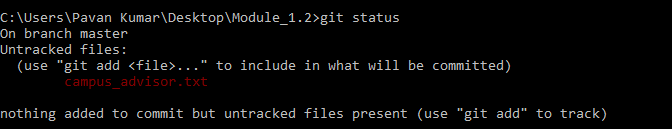 C:\Users\Pavan Kumar\Desktop\Module_1.2>git status
On branch master
Untracked files:
  (use "git add <file>..." to include in what will be committed)
        campus_advisor.txt

nothing added to commit but untracked files present (use "git add" to track)